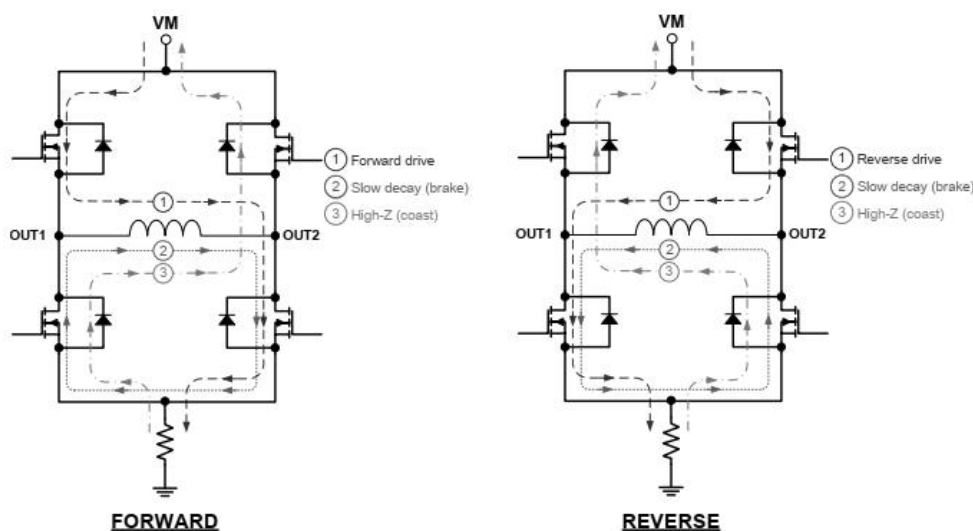 VM
① Forward drive
② Slow decay (brake)
③ High-Z (coast)
①
OUT1
OUT2
②
③
FORWARD
VM
① Reverse drive
② Slow decay (brake)
③ High-Z (coast)
①
OUT1
OUT2
②
③
REVERSE